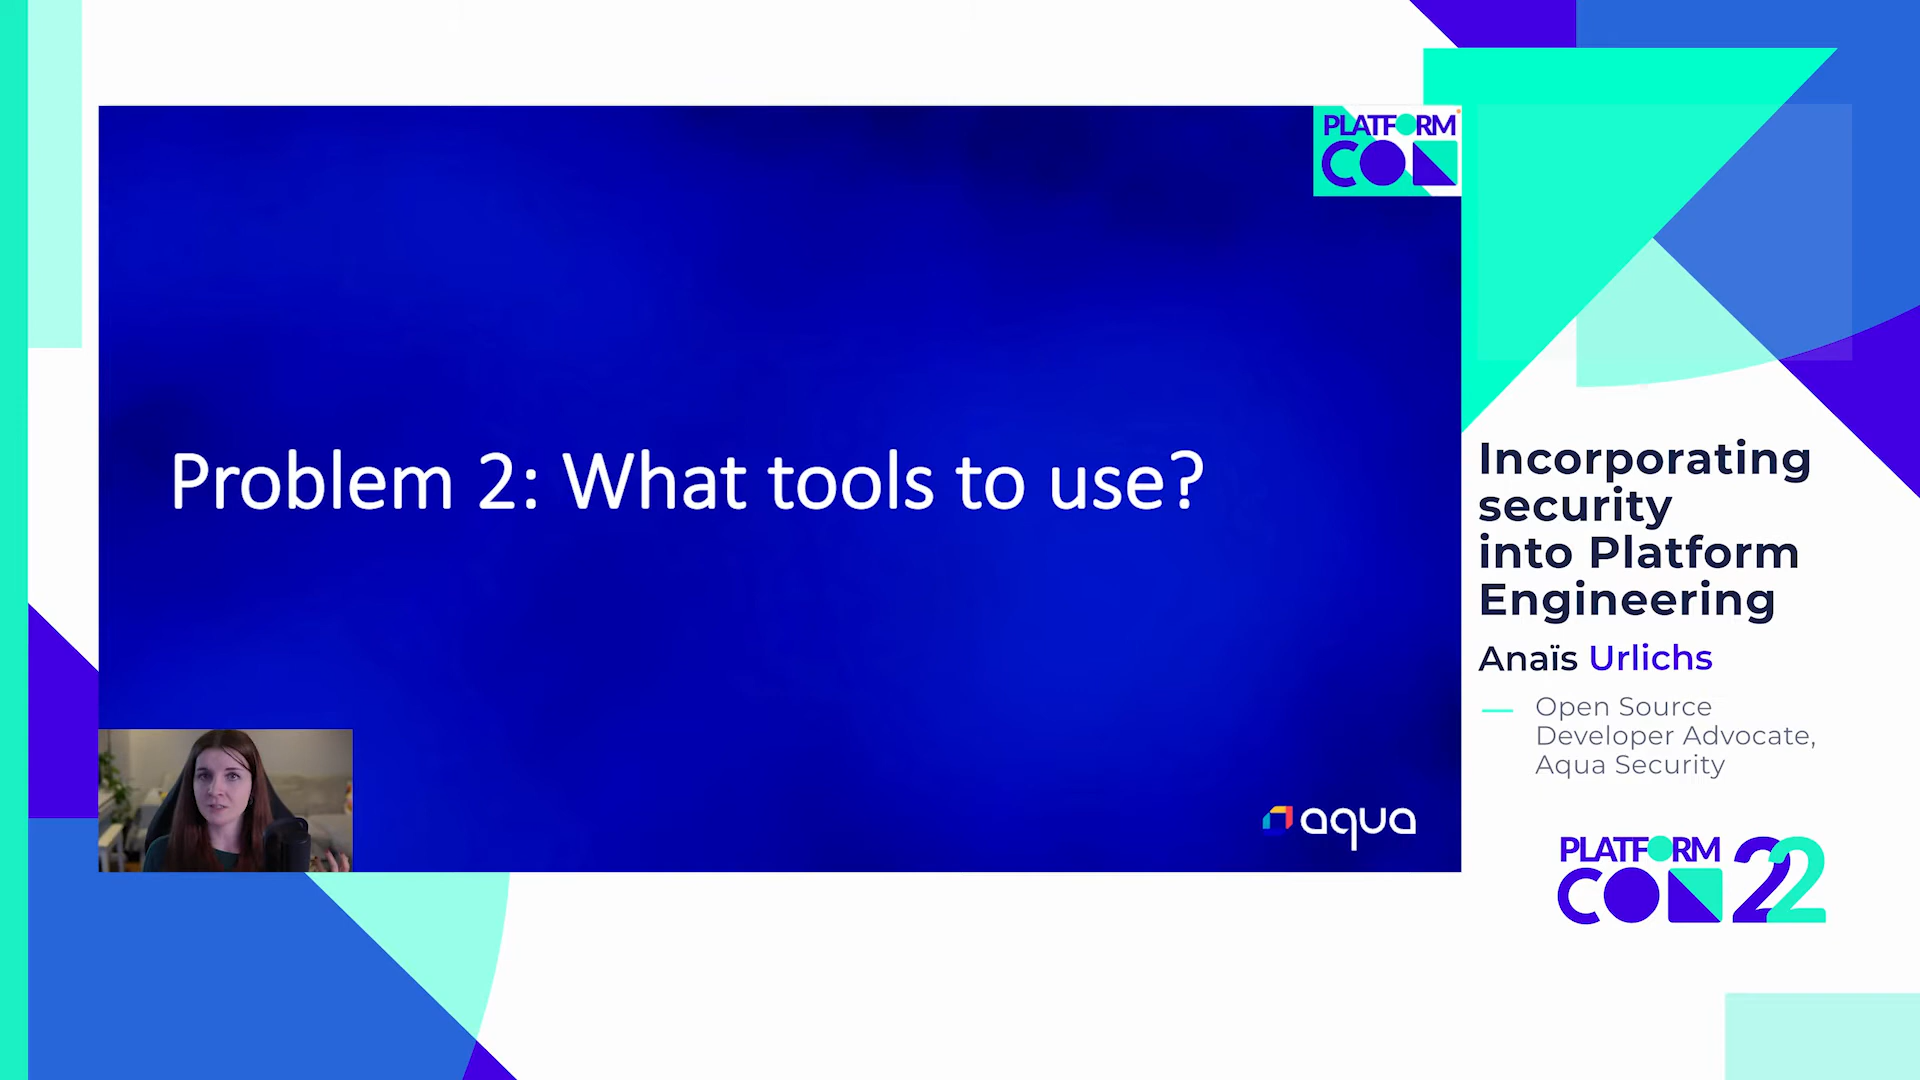 PLATFORM
CON
Problem 2: What tools to use?
aqua
Incorporating
security
into Platform
Engineering
Anaïs Urlichs
Open Source
Developer Advocate,
Aqua Security
PLATFORM
CON 22